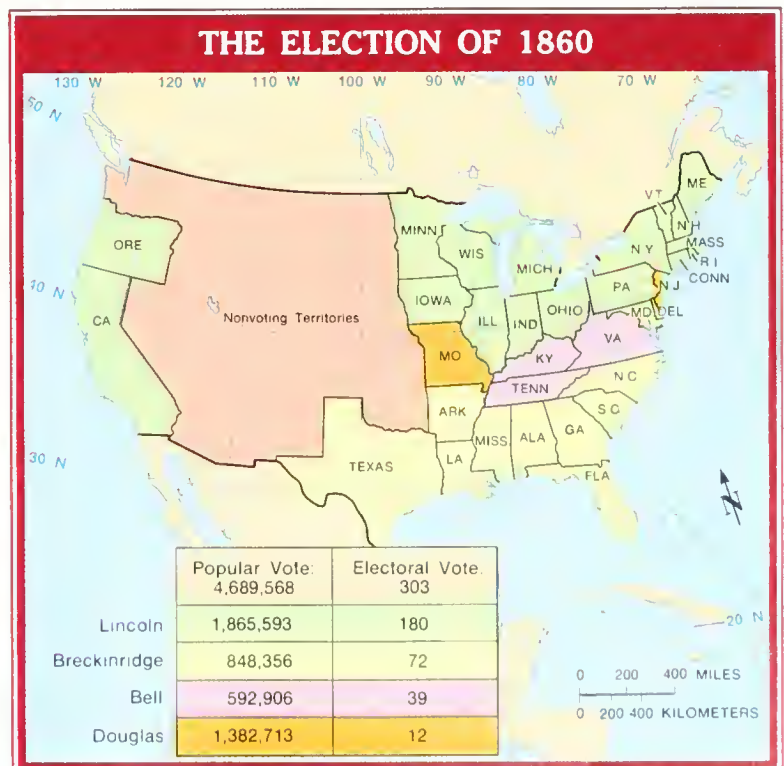 THE ELECTION OF 1860
130 W 120 W 110 W 100 W 90 W 80 W 70 W
50 N
ME
VT
MINN
N H
ORE
WIS
MASS
MICH
N Y
R I
CONN
40 N
IOWA
PA
N J
CA
Nonvoting Territories
ILL
IND
OHIO
MD
DEL
MO
KY
VA
TENN
N C
ARK
S C
30 N
TEXAS
LA
MISS
ALA
GA
FLA
N
20 N
Popular Vote: Electoral Vote.
4,689,568 303
Lincoln 1,865,593 180
Breckinridge 848,356 72
Bell 592,906 39
Douglas 1,382,713 12
0 200 400 MILES
0 200 400 KILOMETERS